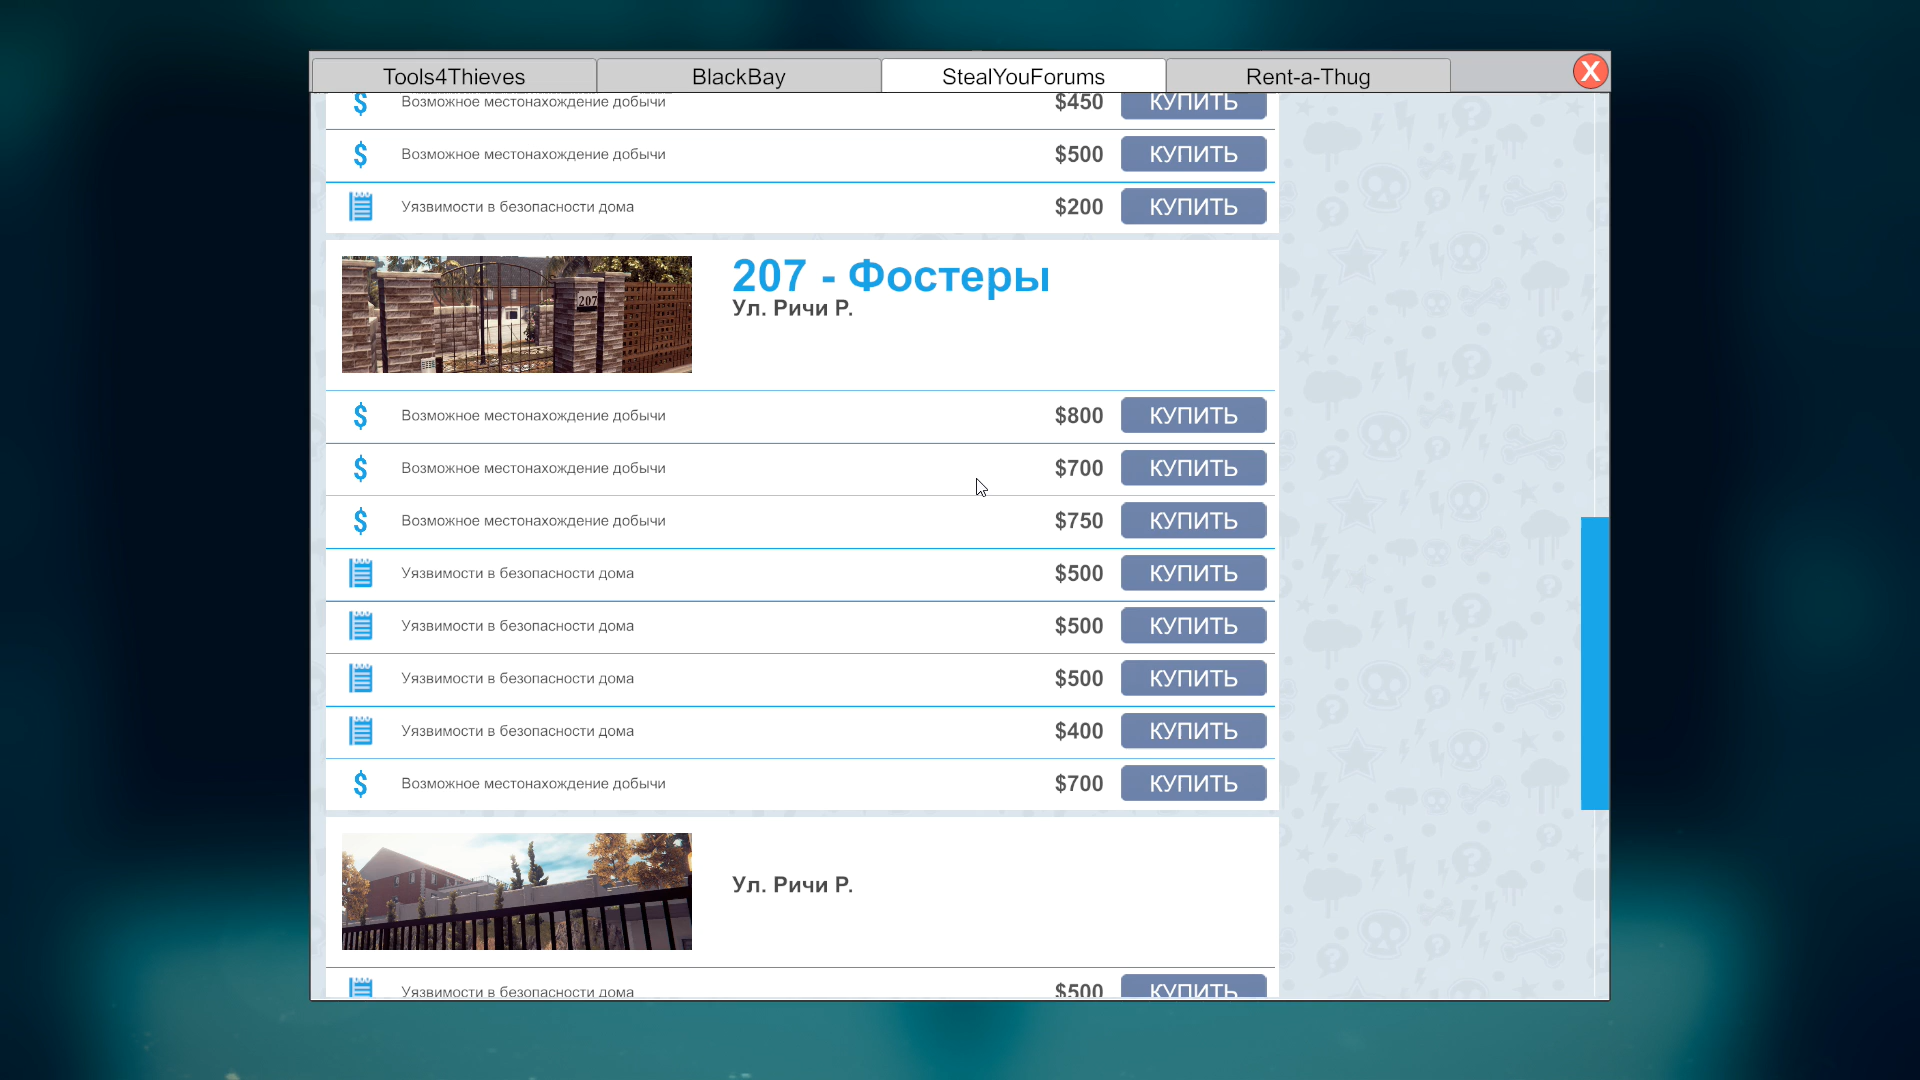 Tools4Thieves
BlackBay
StealYouForums
Rent-a-Thug
X
Возможное местонахождение добычи $450 КУПИТЬ
Возможное местонахождение добычи $500 КУПИТЬ
Уязвимости в безопасности дома $200 КУПИТЬ
207
207 - Фостеры
Ул. Ричи Р.
Возможное местонахождение добычи $800 КУПИТЬ
Возможное местонахождение добычи $700 КУПИТЬ
Возможное местонахождение добычи $750 КУПИТЬ
Уязвимости в безопасности дома $500 КУПИТЬ
Уязвимости в безопасности дома $500 КУПИТЬ
Уязвимости в безопасности дома $500 КУПИТЬ
Уязвимости в безопасности дома $400 КУПИТЬ
Возможное местонахождение добычи $700 КУПИТЬ
Ул. Ричи Р.
Уязвимости в безопасности дома $500 КУПИТЬ